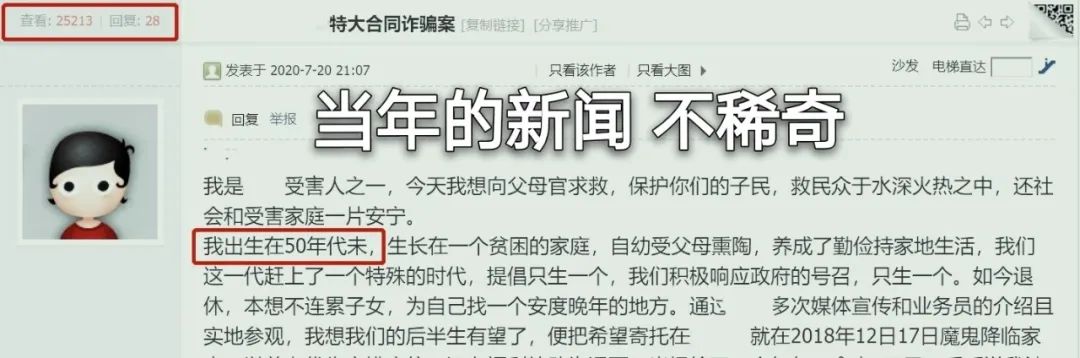 查看: 25213 | 回复: 28
特大合同诈骗案 [复制链接] [分享推广]
发表于 2020-7-20 21:07 | 只看该作者 | 只看大图
沙发 电梯直达
回复 举报
当年的新闻 不稀奇
我是 受害人之一，今天我想向父母官求救，保护你们的子民，救民众于水深火热之中，还社
会和受害家庭一片安宁。
我出生在50年代未，生长在一个贫困的家庭，自幼受父母熏陶，养成了勤俭持家地生活，我们
这一代赶上了一个特殊的时代，提倡只生一个，我们积极响应政府的号召，只生一个。如今退
休，本想不连累子女，为自己找一个安度晚年的地方。通过 多次媒体宣传和业务员的介绍且
实地参观，我想我们的后半生有望了，便把希望寄托在 就在2018年12日17日魔鬼降临家